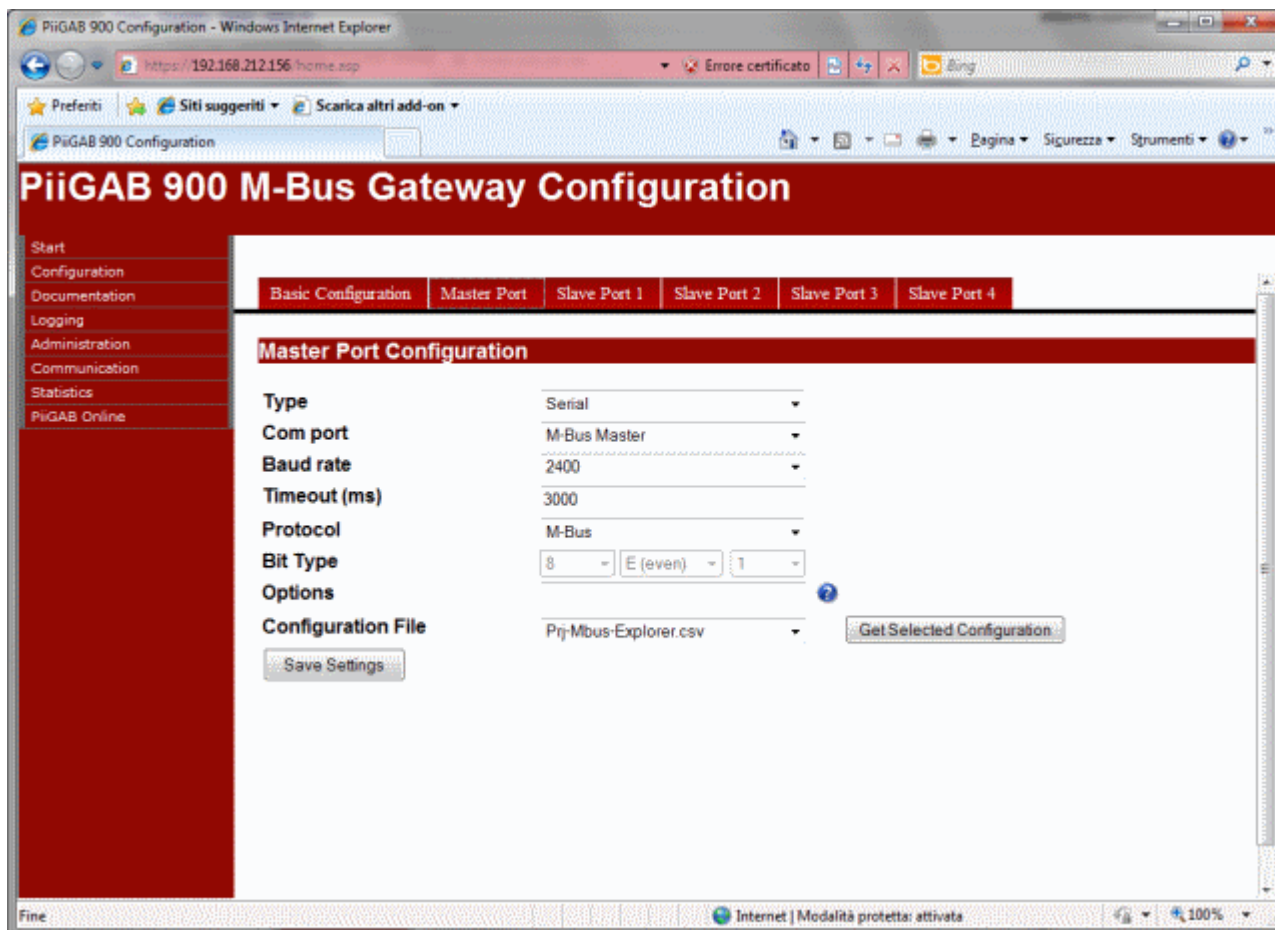 PiiGAB 900 Configuration - Windows Internet Explorer
https://192.168.212.156/home.asp Errore certificato Bing
Preferiti Siti suggeriti Scarica altri add-on
PiiGAB 900 Configuration Pagina Sicurezza Strumenti
PiiGAB 900 M-Bus Gateway Configuration
Start
Configuration
Documentation
Logging
Administration
Communication
Statistics
PiiGAB Online
Basic Configuration Master Port Slave Port 1 Slave Port 2 Slave Port 3 Slave Port 4
Master Port Configuration
Type Serial
Com port M-Bus Master
Baud rate 2400
Timeout (ms) 3000
Protocol M-Bus
Bit Type 8 E (even) 1
Options
Configuration File Prj-Mbus-Explorer.csv Get Selected Configuration
Save Settings
Fine Internet | Modalità protetta: attivata 100%